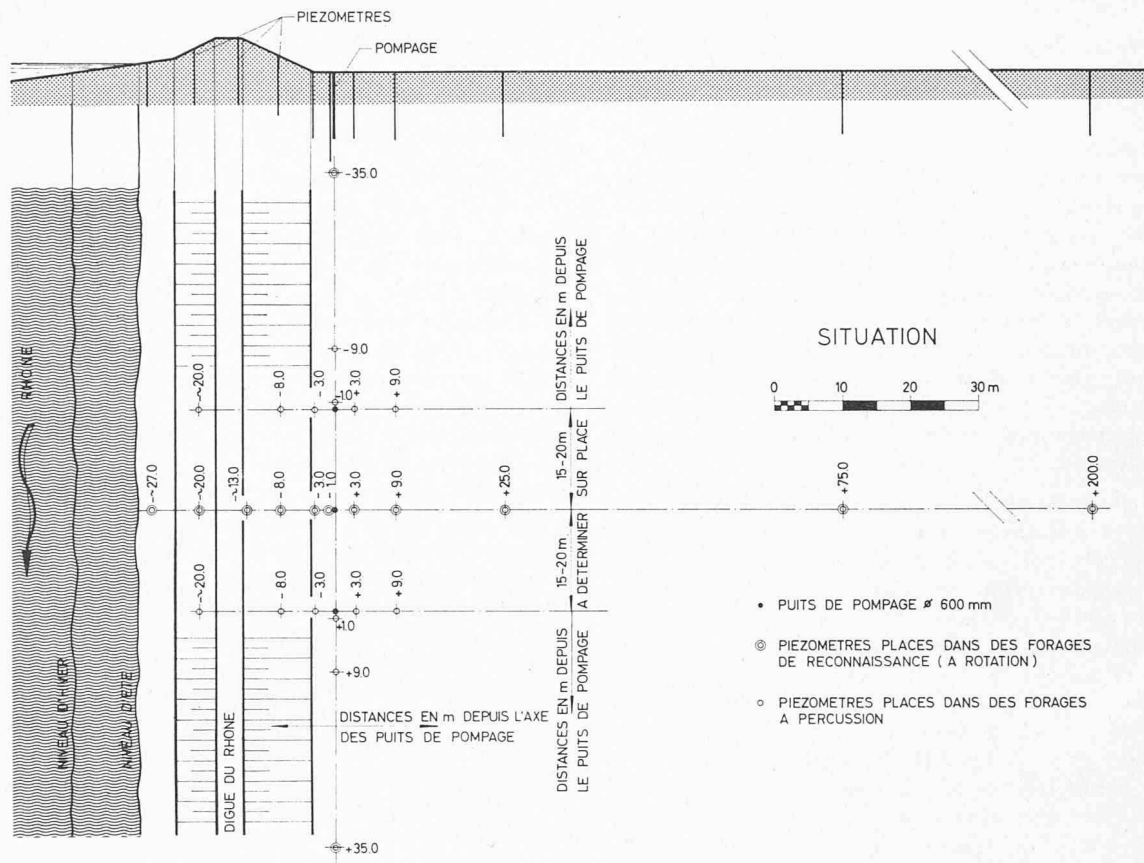 PIEZOMETRES
POMPAGE
-35.0
DISTANCES EN m DEPUIS
LE PUITS DE POMPAGE
SITUATION
0 10 20 30 m
-9.0
RHONE
-~20.0
-8.0
-3.0
-1.0
+3.0
+9.0
15-20m
SUR PLACE
-~27.0
-~20.0
-~13.0
-8.0
-3.0
-1.0
+3.0
+9.0
+25.0
+75.0
+200.0
15-20m
A DETERMINER
-~20.0
-8.0
-3.0
+3.0
+9.0
+1.0
+9.0
• PUITS DE POMPAGE Ø 600 mm
PIEZOMETRES PLACES DANS DES FORAGES
DE RECONNAISSANCE ( A ROTATION )
PIEZOMETRES PLACES DANS DES FORAGES
A PERCUSSION
DISTANCES EN m DEPUIS
LE PUITS DE POMPAGE
NIVEAU D'HIVER
NIVEAU D'ETE
DIGUE DU RHONE
DISTANCES EN m DEPUIS L'AXE
DES PUITS DE POMPAGE
+35.0